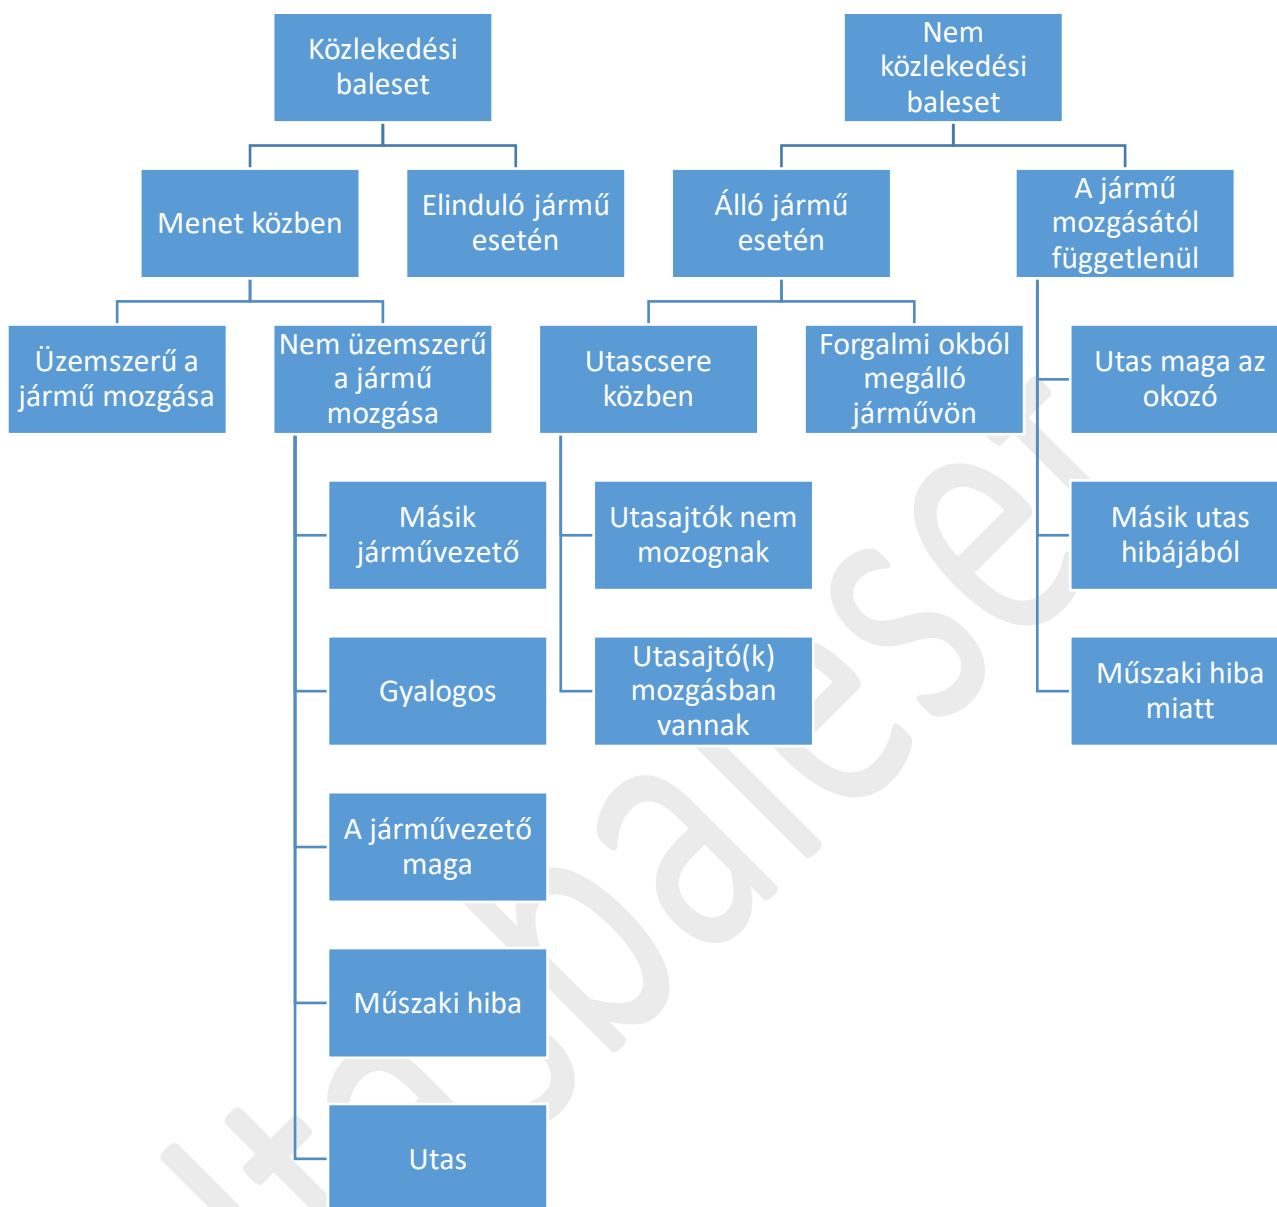 Közlekedési
baleset
Nem
közlekedési
baleset
Menet közben
Elinduló jármű
esetén
Álló jármű
esetén
A jármű
mozgásától
függetlenül
Üzemszerű a
jármű mozgása
Nem üzemszerű
a jármű
mozgása
Utascsere
közben
Forgalmi okból
megálló
járművön
Utas maga az
okozó
Másik
járművezető
Utasajtók nem
mozognak
Másik utas
hibájából
Gyalogos
Utasajtó(k)
mozgásban
vannak
Műszaki hiba
miatt
A járművezető
maga
Műszaki hiba
Utas